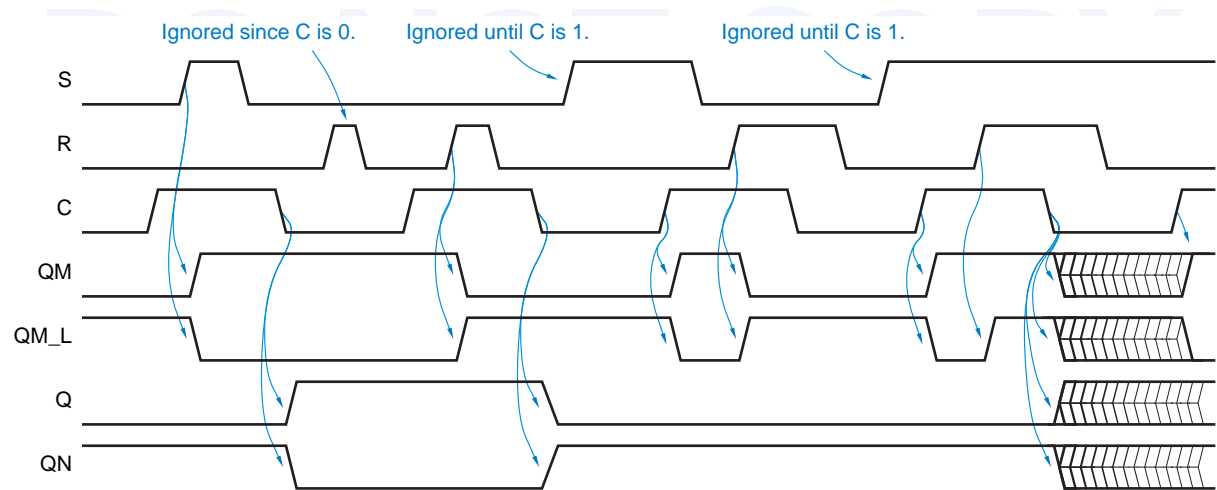 Ignored since C is 0. Ignored until C is 1. Ignored until C is 1.
S
R
C
QM
QM_L
Q
QN